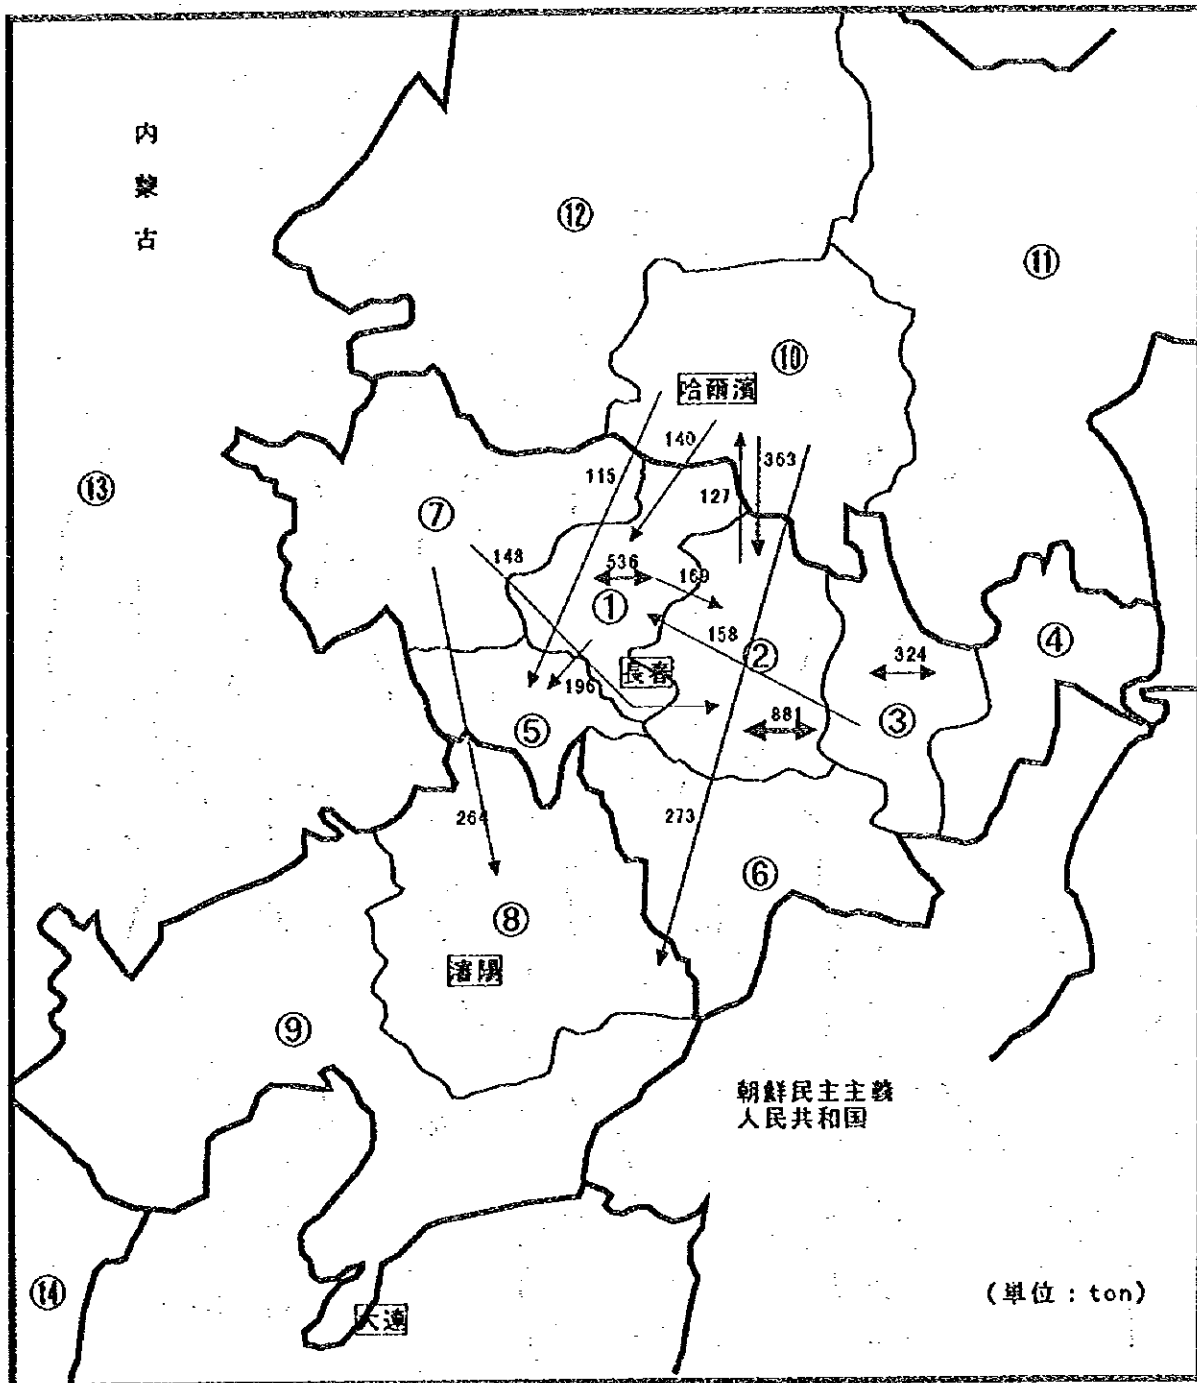 内
蒙
古
⑫
⑪
⑩
哈爾濱
140
363
115
⑬
127
⑦
148
536
169
①
④
158
②
324
長春
196
③
⑤
881
264
273
⑥
⑧
瀋陽
⑨
朝鮮民主主義
人民共和国
⑭
(単位:ton)
大連